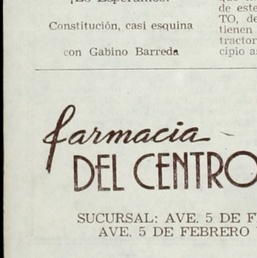 ¡Lo Esperamos!
Constitución, casi esquina
con Gabino Barreda
de este
TO, de
tienen
tractor
cipio a
farmacia
DEL CENTRO
SUCURSAL: AVE. 5 DE F
AVE. 5 DE FEBRERO